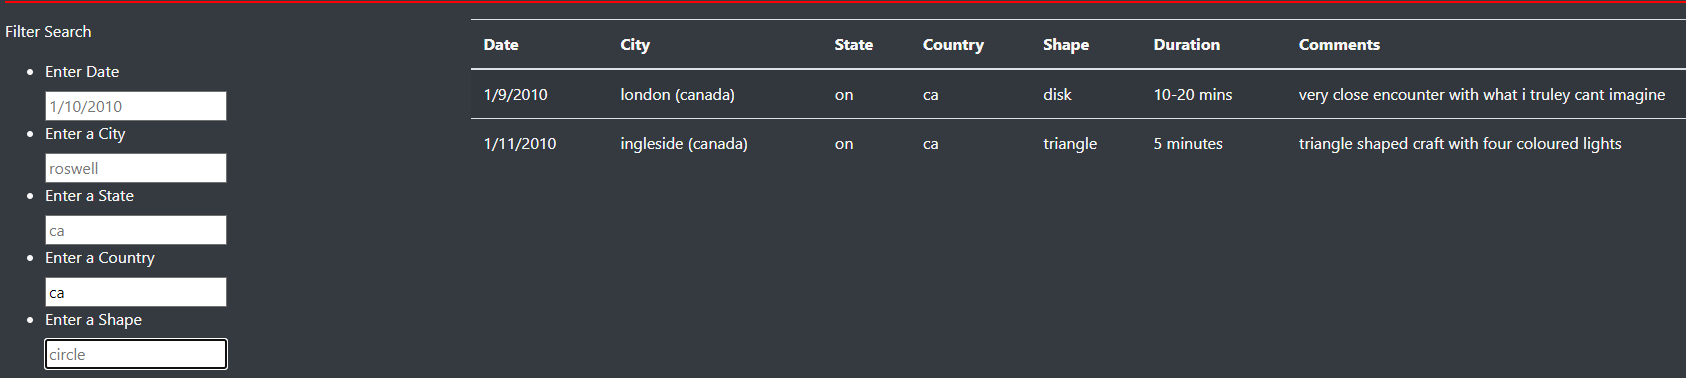 Filter Search
Enter Date
1/10/2010
Enter a City
roswell
Enter a State
ca
Enter a Country
ca
Enter a Shape
circle
Date City State Country Shape Duration Comments
1/9/2010 london (canada) on ca disk 10-20 mins very close encounter with what i truley cant imagine
1/11/2010 ingleside (canada) on ca triangle 5 minutes triangle shaped craft with four coloured lights